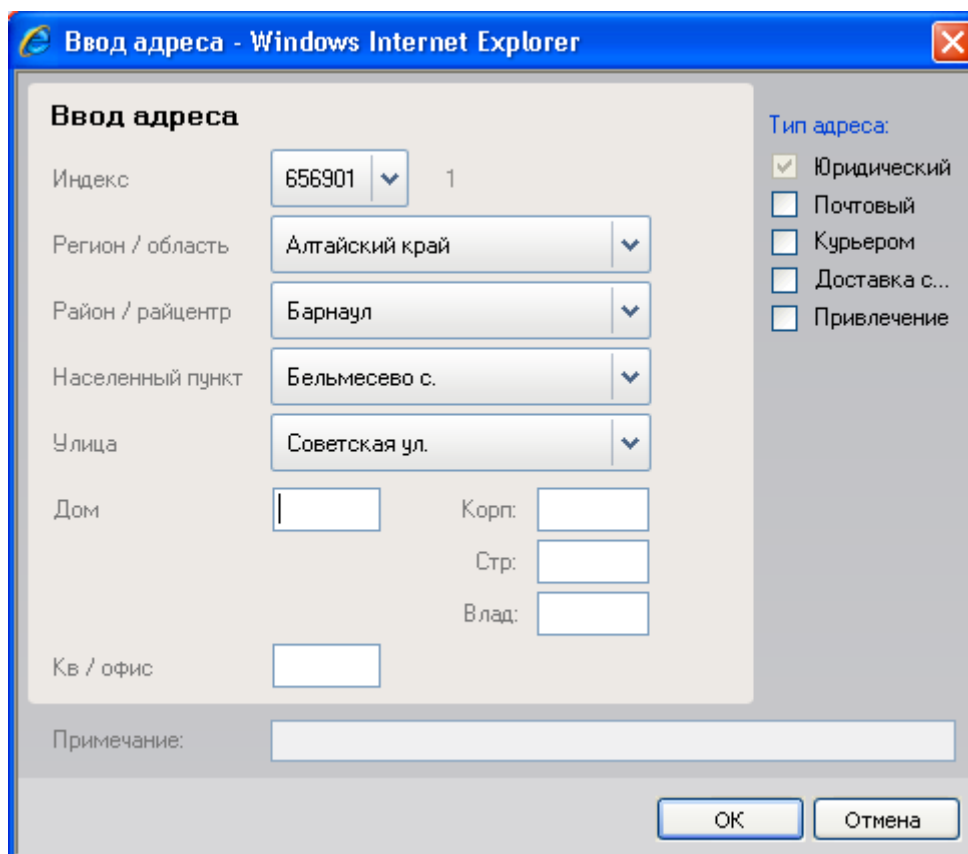 Ввод адреса - Windows Internet Explorer
Ввод адреса
Тип адреса:
Индекс 656901 1
Юридический
Почтовый
Регион / область Алтайский край
Курьером
Доставка с...
Район / райцентр Барнаул
Привлечение
Населенный пункт Бельмесево с.
Улица Советская ул.
Дом Корп:
Стр:
Влад:
Кв / офис
Примечание:
ОК Отмена